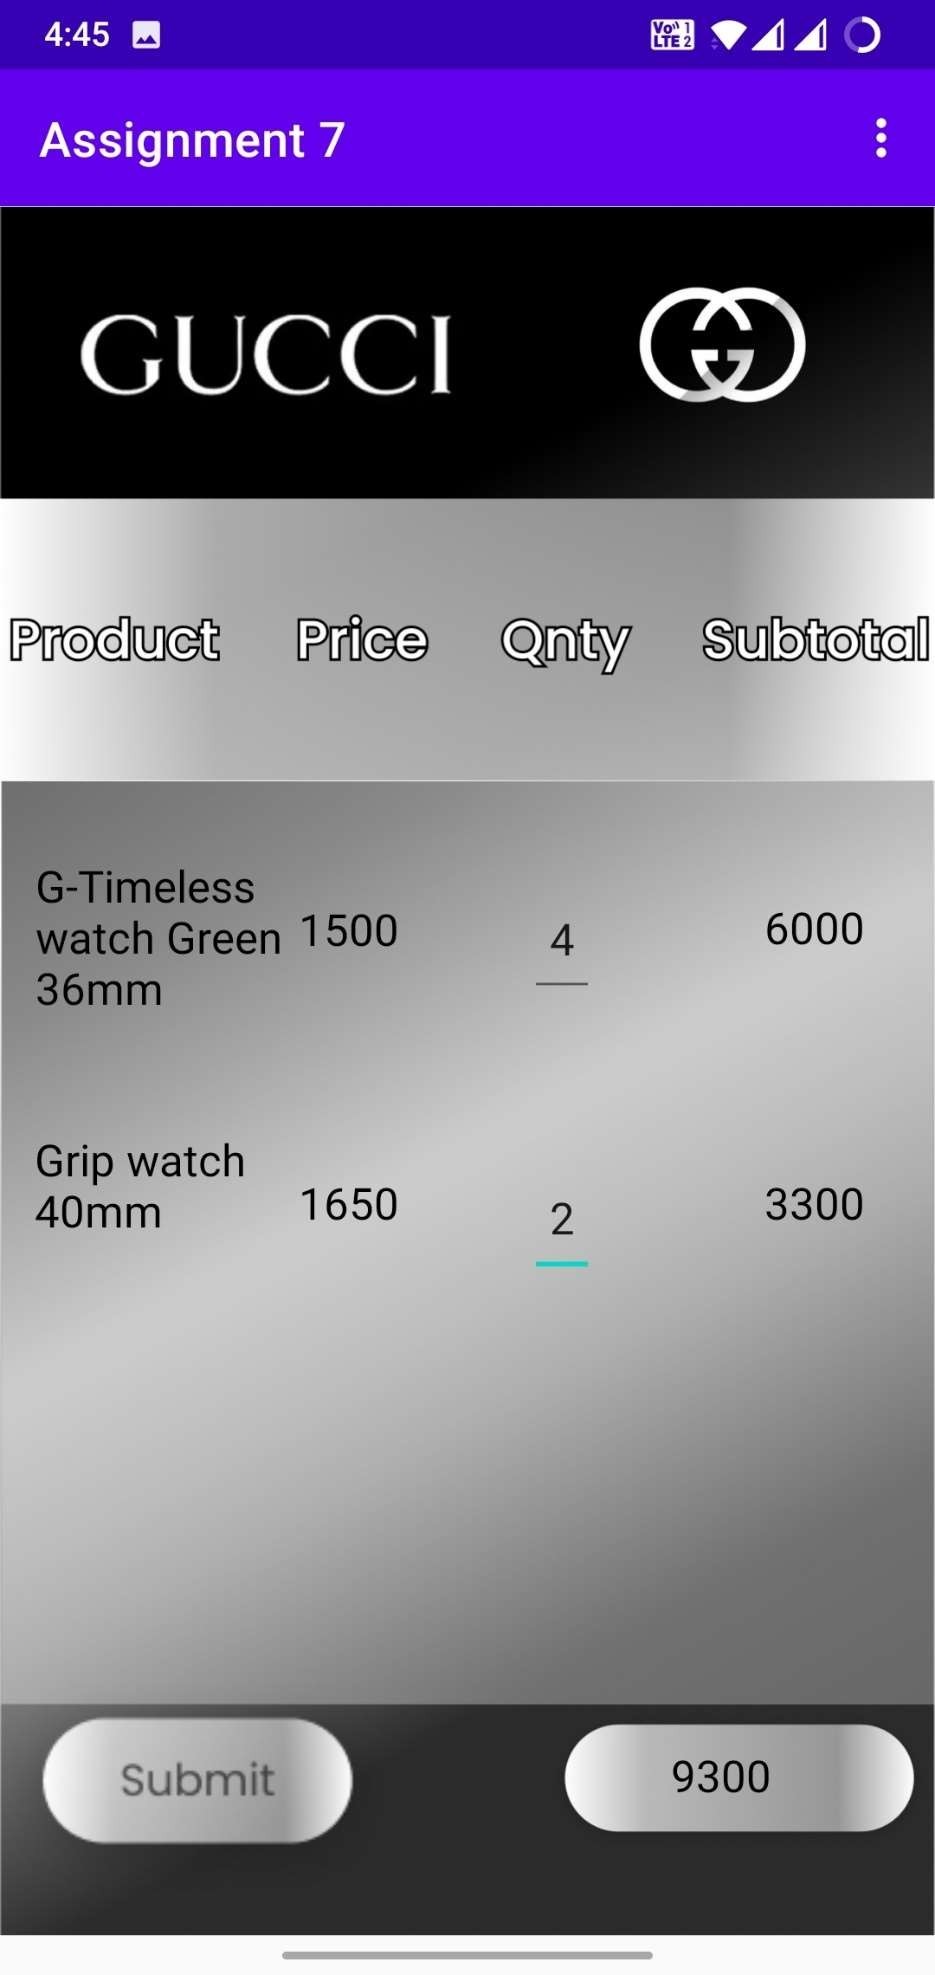 4:45
Vo)) 1
LTE 2
Assignment 7
GUCCI
Product Price Qnty Subtotal
G-Timeless
watch Green 1500 4 6000
36mm
Grip watch
40mm 1650 2 3300
Submit 9300